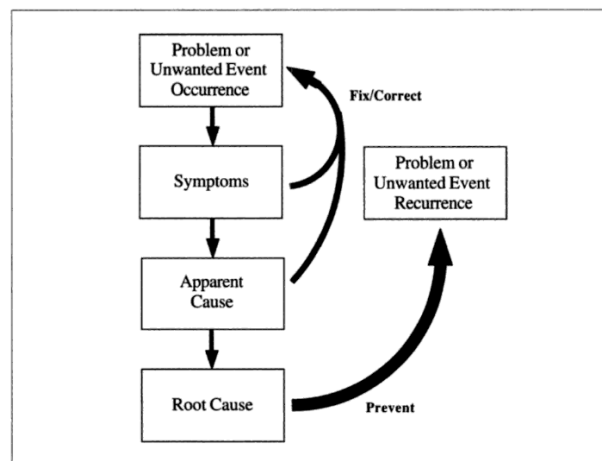 Problem or
Unwanted Event
Occurrence
Fix/Correct
Symptoms
Problem or
Unwanted Event
Recurrence
Apparent
Cause
Root Cause
Prevent